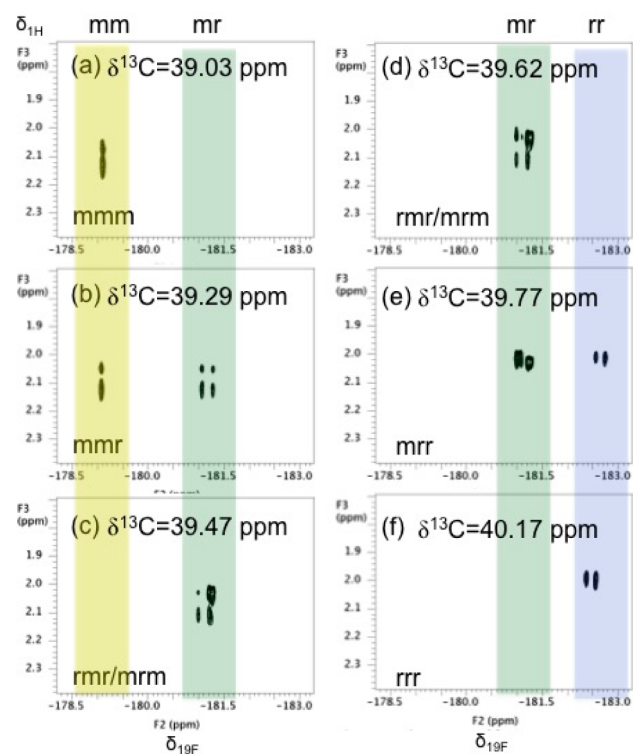 δ1H mm mr mr rr
F3
(ppm)
(a) δ13C=39.03 ppm
1.9
2.0
2.1
2.2
2.3
mmm
-178.5 -180.0 -181.5 -183.0
F3
(ppm)
(d) δ13C=39.62 ppm
1.9
2.0
2.1
2.2
2.3
rmr/mrm
-178.5 -180.0 -181.5 -183.0
F3
(ppm)
(b) δ13C=39.29 ppm
1.9
2.0
2.1
2.2
2.3
mmr
-178.5 -180.0 -181.5 -183.0
F2 (ppm)
F3
(ppm)
(e) δ13C=39.77 ppm
1.9
2.0
2.1
2.2
2.3
mrr
-178.5 -180.0 -181.5 -183.0
F3
(ppm)
(c) δ13C=39.47 ppm
1.9
2.0
2.1
2.2
2.3
rmr/mrm
-178.5 -180.0 -181.5 -183.0
F2 (ppm)
δ19F
F3
(ppm)
(f) δ13C=40.17 ppm
1.9
2.0
2.1
2.2
2.3
rrr
-178.5 -180.0 -181.5 -183.0
F2 (ppm)
δ19F